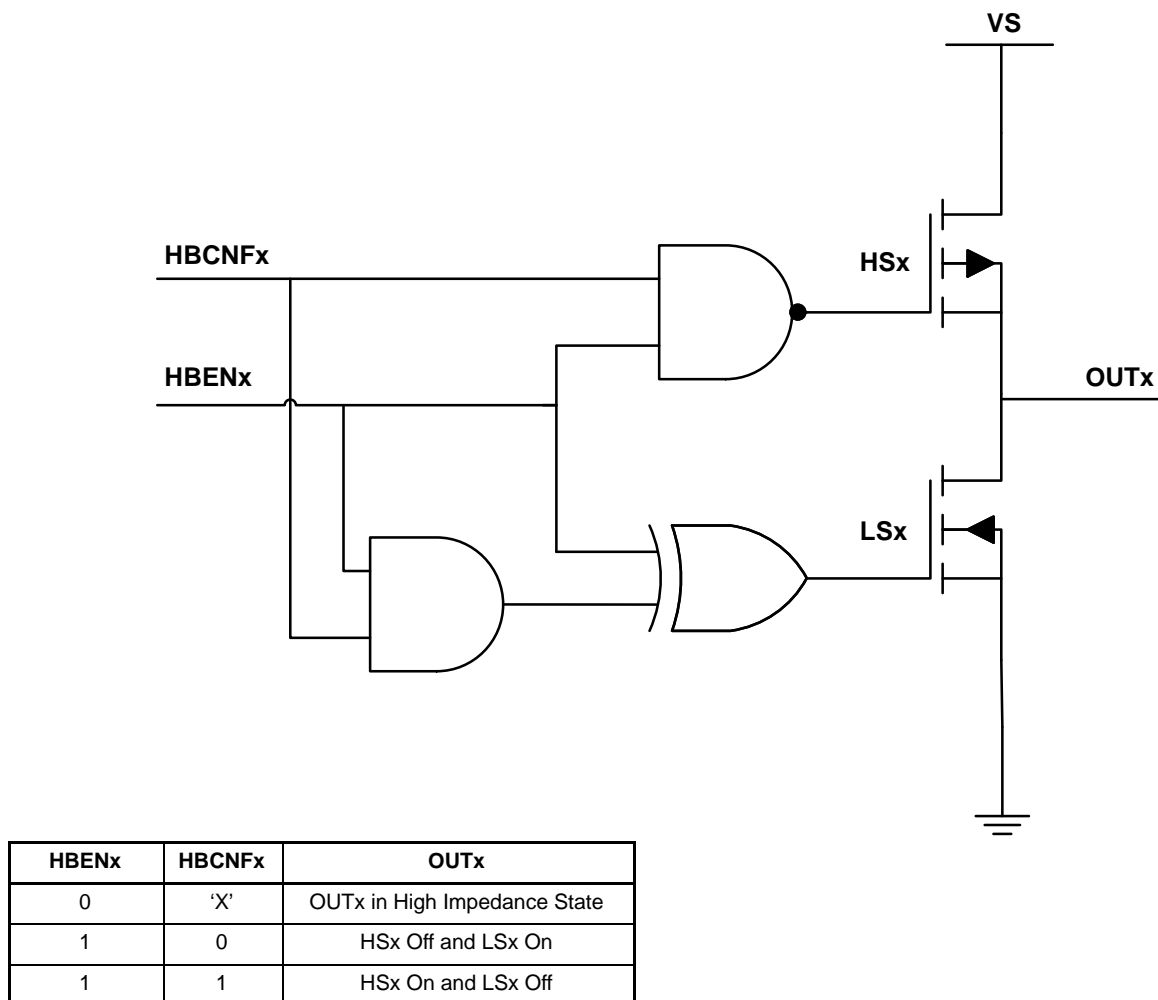 VS
HBCNFx
HSx
HBENx
OUTx
LSx
HBENx HBCNFx OUTx
0 ‘X’ OUTx in High Impedance State
1 0 HSx Off and LSx On
1 1 HSx On and LSx Off